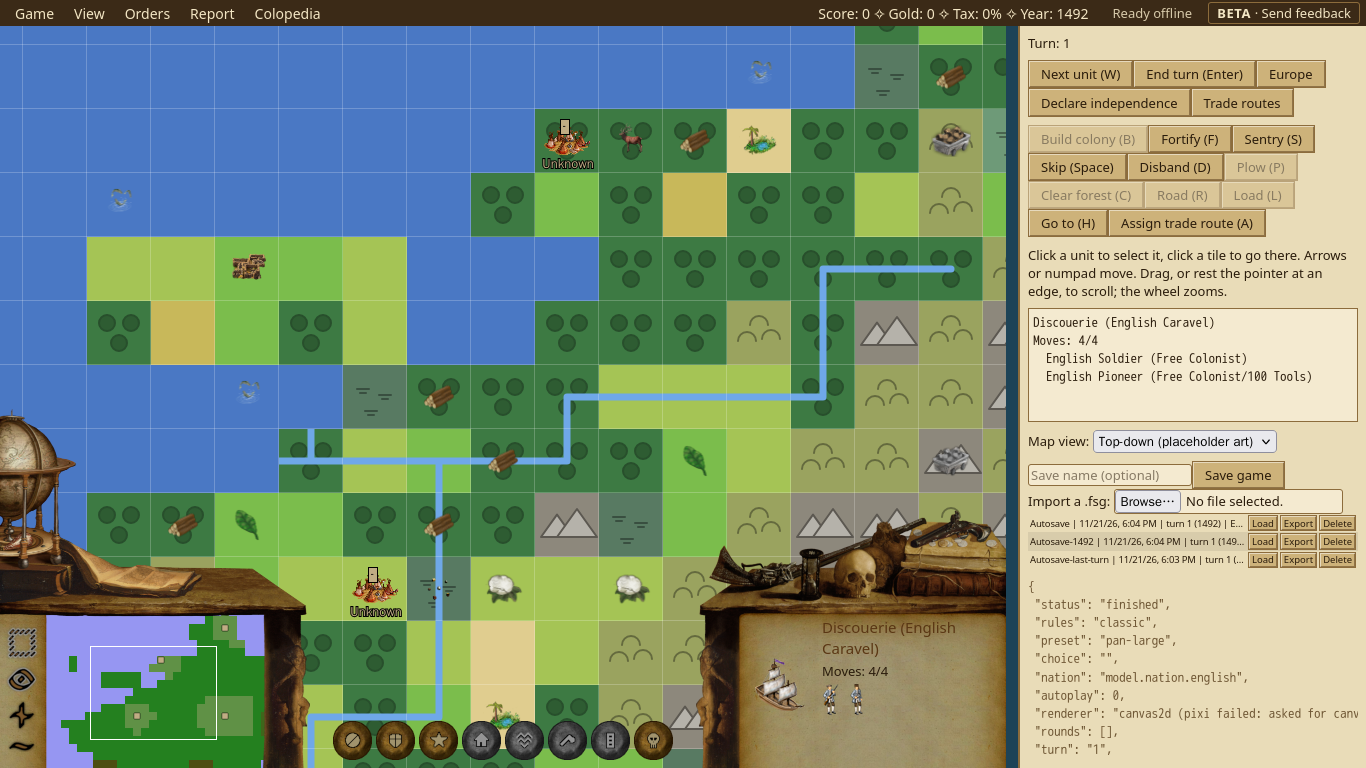 Game View Orders Report Colopedia Score: 0 ✧ Gold: 0 ✧ Tax: 0% ✧ Year: 1492 Ready offline BETA · Send feedback
Turn: 1
Next unit (W) End turn (Enter) Europe
Declare independence Trade routes
Build colony (B) Fortify (F) Sentry (S)
Skip (Space) Disband (D) Plow (P)
Clear forest (C) Road (R) Load (L)
Go to (H) Assign trade route (A)
Click a unit to select it, click a tile to go there. Arrows
or numpad move. Drag, or rest the pointer at an
edge, to scroll; the wheel zooms.
Discouerie (English Caravel)
Moves: 4/4
English Soldier (Free Colonist)
English Pioneer (Free Colonist/100 Tools)
Map view: Top-down (placeholder art)
Save name (optional) Save game
Import a .fsg: Browse... No file selected.
Autosave | 11/21/26, 6:04 PM | turn 1 (1492) | E... Load Export Delete
Autosave-1492 | 11/21/26, 6:04 PM | turn 1 (149... Load Export Delete
Autosave-last-turn | 11/21/26, 6:03 PM | turn 1 (... Load Export Delete
{
"status": "finished",
"rules": "classic",
"preset": "pan-large",
"choice": "",
"nation": "model.nation.english",
"autoplay": 0,
"renderer": "canvas2d (pixi failed: asked for canv
"rounds": [],
"turn": "1",
Unknown
Unknown
Discouerie (English
Caravel)
Moves: 4/4